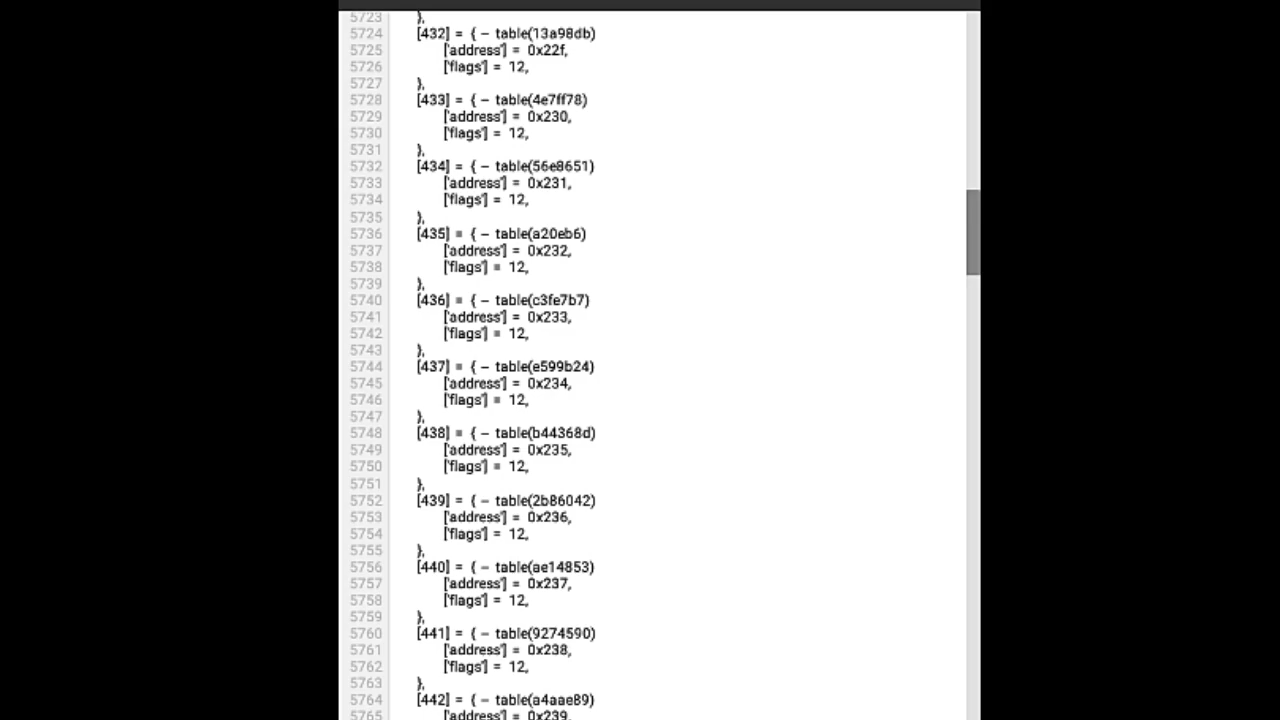 5723 },
5724 [432] = { – table(13a98db)
5725 ['address'] = 0x22f,
5726 ['flags'] = 12,
5727 },
5728 [433] = { – table(4e7ff78)
5729 ['address'] = 0x230,
5730 ['flags'] = 12,
5731 },
5732 [434] = { – table(56e8651)
5733 ['address'] = 0x231,
5734 ['flags'] = 12,
5735 },
5736 [435] = { – table(a20eb6)
5737 ['address'] = 0x232,
5738 ['flags'] = 12,
5739 },
5740 [436] = { – table(c3fe7b7)
5741 ['address'] = 0x233,
5742 ['flags'] = 12,
5743 },
5744 [437] = { – table(e599b24)
5745 ['address'] = 0x234,
5746 ['flags'] = 12,
5747 },
5748 [438] = { – table(b44368d)
5749 ['address'] = 0x235,
5750 ['flags'] = 12,
5751 },
5752 [439] = { – table(2b86042)
5753 ['address'] = 0x236,
5754 ['flags'] = 12,
5755 },
5756 [440] = { – table(ae14853)
5757 ['address'] = 0x237,
5758 ['flags'] = 12,
5759 },
5760 [441] = { – table(9274590)
5761 ['address'] = 0x238,
5762 ['flags'] = 12,
5763 },
5764 [442] = { – table(a4aae89)
5765 ['address'] = 0x239,